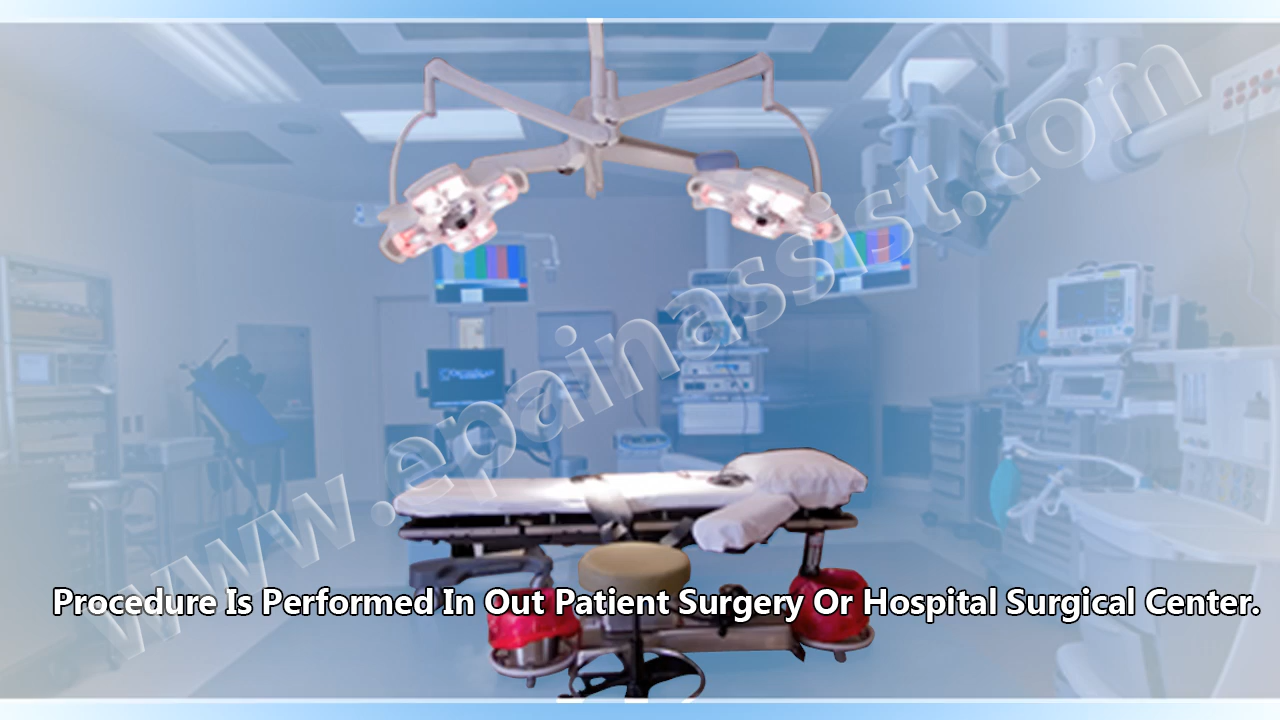 www.epainassist.com
Procedure Is Performed In Out Patient Surgery Or Hospital Surgical Center.